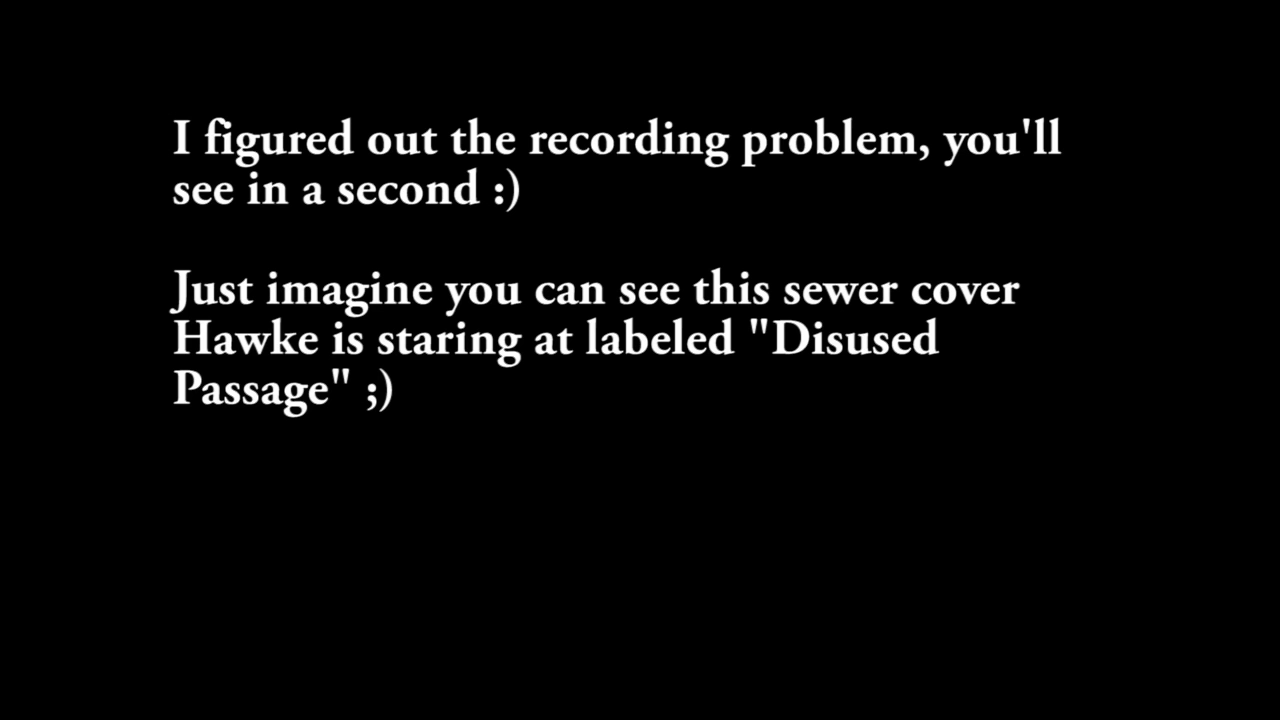 I figured out the recording problem, you'll
see in a second :)
Just imagine you can see this sewer cover
Hawke is staring at labeled "Disused
Passage" ;)